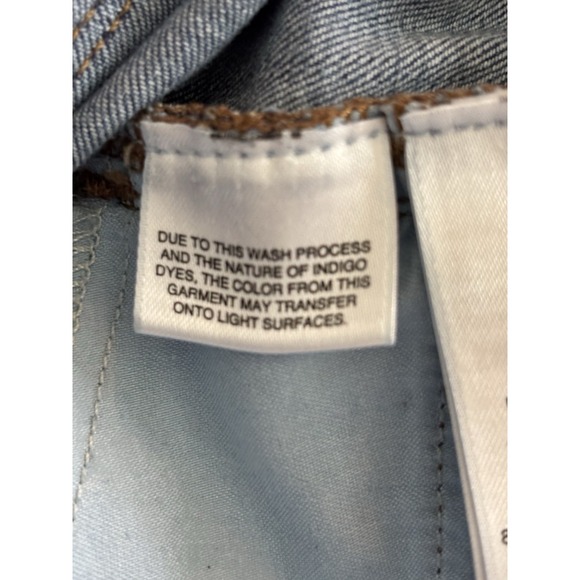 DUE TO THIS WASH PROCESS
AND THE NATURE OF INDIGO
DYES, THE COLOR FROM THIS
GARMENT MAY TRANSFER
ONTO LIGHT SURFACES.